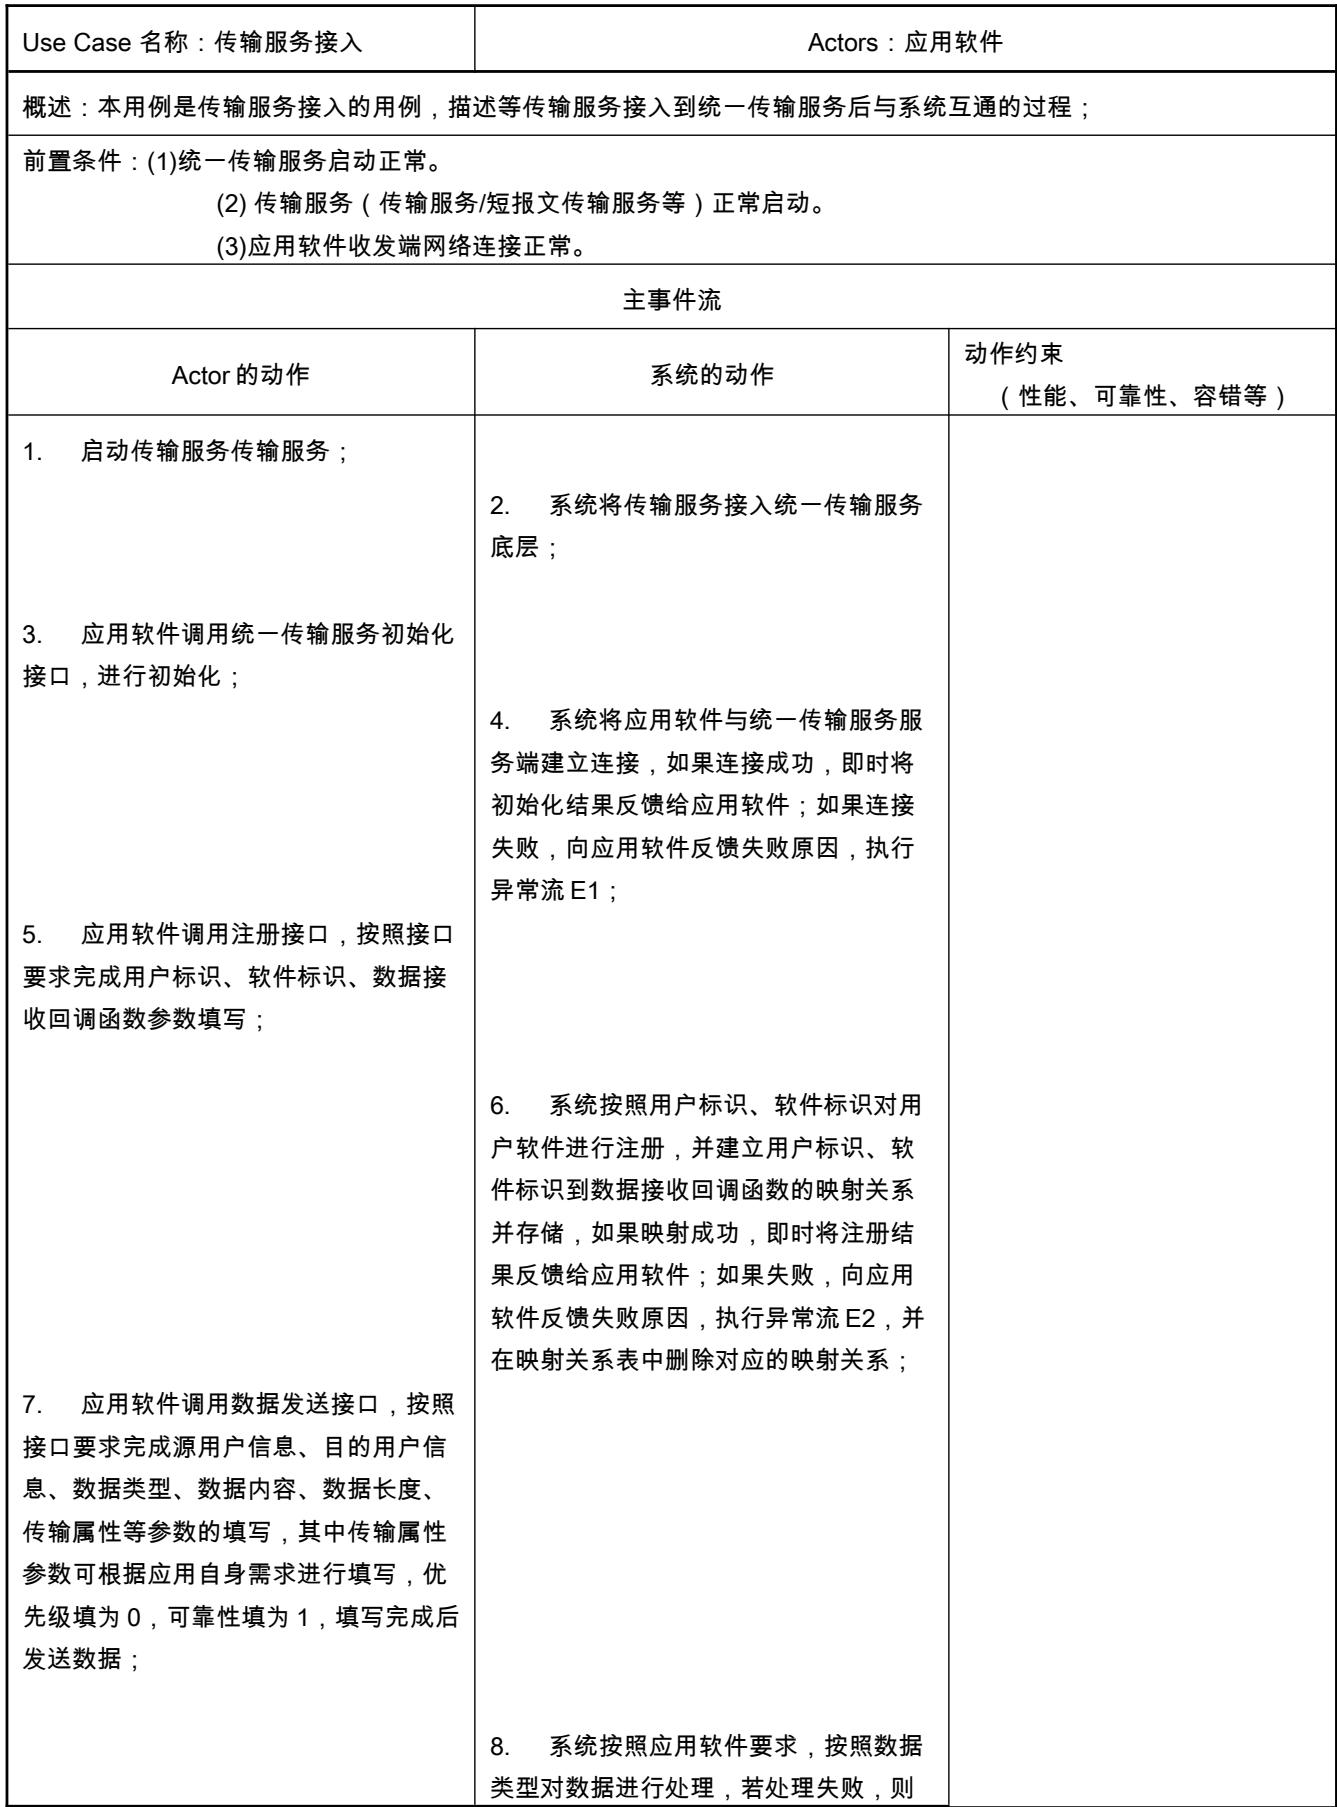 Use Case 名称：传输服务接入
Actors：应用软件
概述：本用例是传输服务接入的用例，描述等传输服务接入到统一传输服务后与系统互通的过程；
前置条件：(1)统一传输服务启动正常。
(2) 传输服务（传输服务/短报文传输服务等）正常启动。
(3)应用软件收发端网络连接正常。
主事件流
Actor 的动作
系统的动作
动作约束
（性能、可靠性、容错等）
1. 启动传输服务传输服务；
2. 系统将传输服务接入统一传输服务
底层；
3. 应用软件调用统一传输服务初始化
接口，进行初始化；
4. 系统将应用软件与统一传输服务服
务端建立连接，如果连接成功，即时将
初始化结果反馈给应用软件；如果连接
失败，向应用软件反馈失败原因，执行
异常流 E1；
5. 应用软件调用注册接口，按照接口
要求完成用户标识、软件标识、数据接
收回调函数参数填写；
6. 系统按照用户标识、软件标识对用
户软件进行注册，并建立用户标识、软
件标识到数据接收回调函数的映射关系
并存储，如果映射成功，即时将注册结
果反馈给应用软件；如果失败，向应用
软件反馈失败原因，执行异常流 E2，并
在映射关系表中删除对应的映射关系；
7. 应用软件调用数据发送接口，按照
接口要求完成源用户信息、目的用户信
息、数据类型、数据内容、数据长度、
传输属性等参数的填写，其中传输属性
参数可根据应用自身需求进行填写，优
先级填为 0，可靠性填为 1，填写完成后
发送数据；
8. 系统按照应用软件要求，按照数据
类型对数据进行处理，若处理失败，则